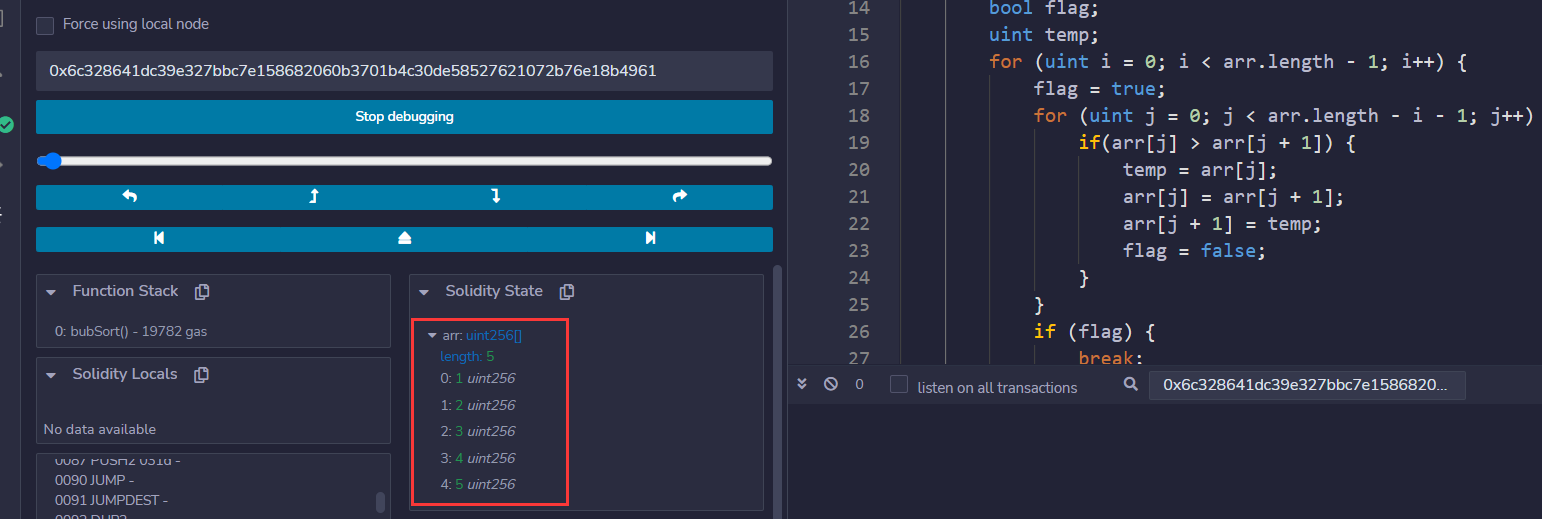 Force using local node
0x6c328641dc39e327bbc7e158682060b3701b4c30de58527621072b76e18b4961
Stop debugging
Function Stack
0: bubSort() - 19782 gas
Solidity Locals
No data available
0087 PUSH2 031d -
0090 JUMP -
0091 JUMPDEST -
0092 DUP2
Solidity State
arr: uint256[]
length: 5
0: 1 uint256
1: 2 uint256
2: 3 uint256
3: 4 uint256
4: 5 uint256
14 bool flag;
15 uint temp;
16 for (uint i = 0; i < arr.length - 1; i++) {
17 flag = true;
18 for (uint j = 0; j < arr.length - i - 1; j++)
19 if(arr[j] > arr[j + 1]) {
20 temp = arr[j];
21 arr[j] = arr[j + 1];
22 arr[j + 1] = temp;
23 flag = false;
24 }
25 }
26 if (flag) {
27 break;
0 listen on all transactions 0x6c328641dc39e327bbc7e1586820...